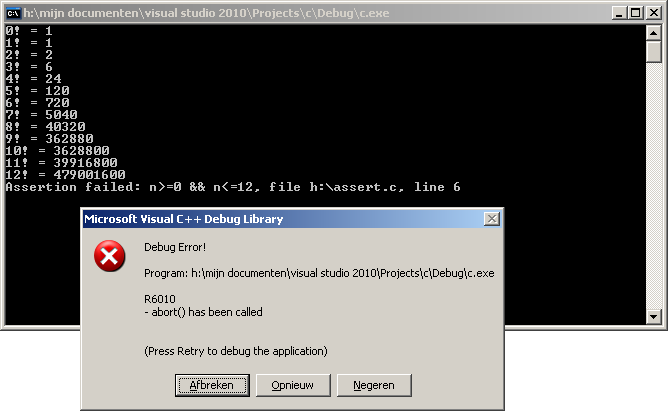 h:\mijn documenten\visual studio 2010\Projects\c\Debug\c.exe
0! = 1
1! = 1
2! = 2
3! = 6
4! = 24
5! = 120
6! = 720
7! = 5040
8! = 40320
9! = 362880
10! = 3628800
11! = 39916800
12! = 479001600
Assertion failed: n>=0 && n<=12, file h:\assert.c, line 6
Microsoft Visual C++ Debug Library
Debug Error!
Program: h:\mijn documenten\visual studio 2010\Projects\c\Debug\c.exe
R6010
- abort() has been called
(Press Retry to debug the application)
Afbreken Opnieuw Negeren